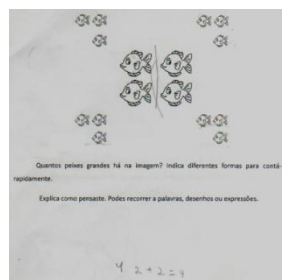 Quantos peixes grandes há na imagem? Indica diferentes formas para contá-
rapidamente.
Explica como pensaste. Podes recorrer a palavras, desenhos ou expressões.
4 2+2=4